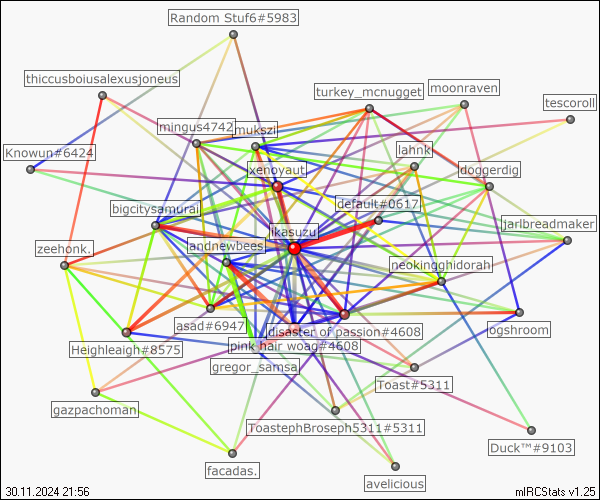 Random Stuf6#5983
thiccusboiusalexusjoneus
moonraven
turkey_mcnugget
tescoroll
mingus4742
mukszi
Knowun#6424
lahnk
xenoyaut
doggerdig
default#0617
bigcitysamurai
jarlbreadmaker
ikasuzu
zeehonk.
landnewbees
neokingghidorah
asad#6947
disaster of passion#4608
ogshroom
pink hair woag#4608
Heighleaigh#8575
gregor_samsa
Toast#5311
gazpachoman
ToastephBroseph5311#5311
Duck™#9103
facadas.
avelicious
30.11.2024 21:56
mIRCStats v1.25